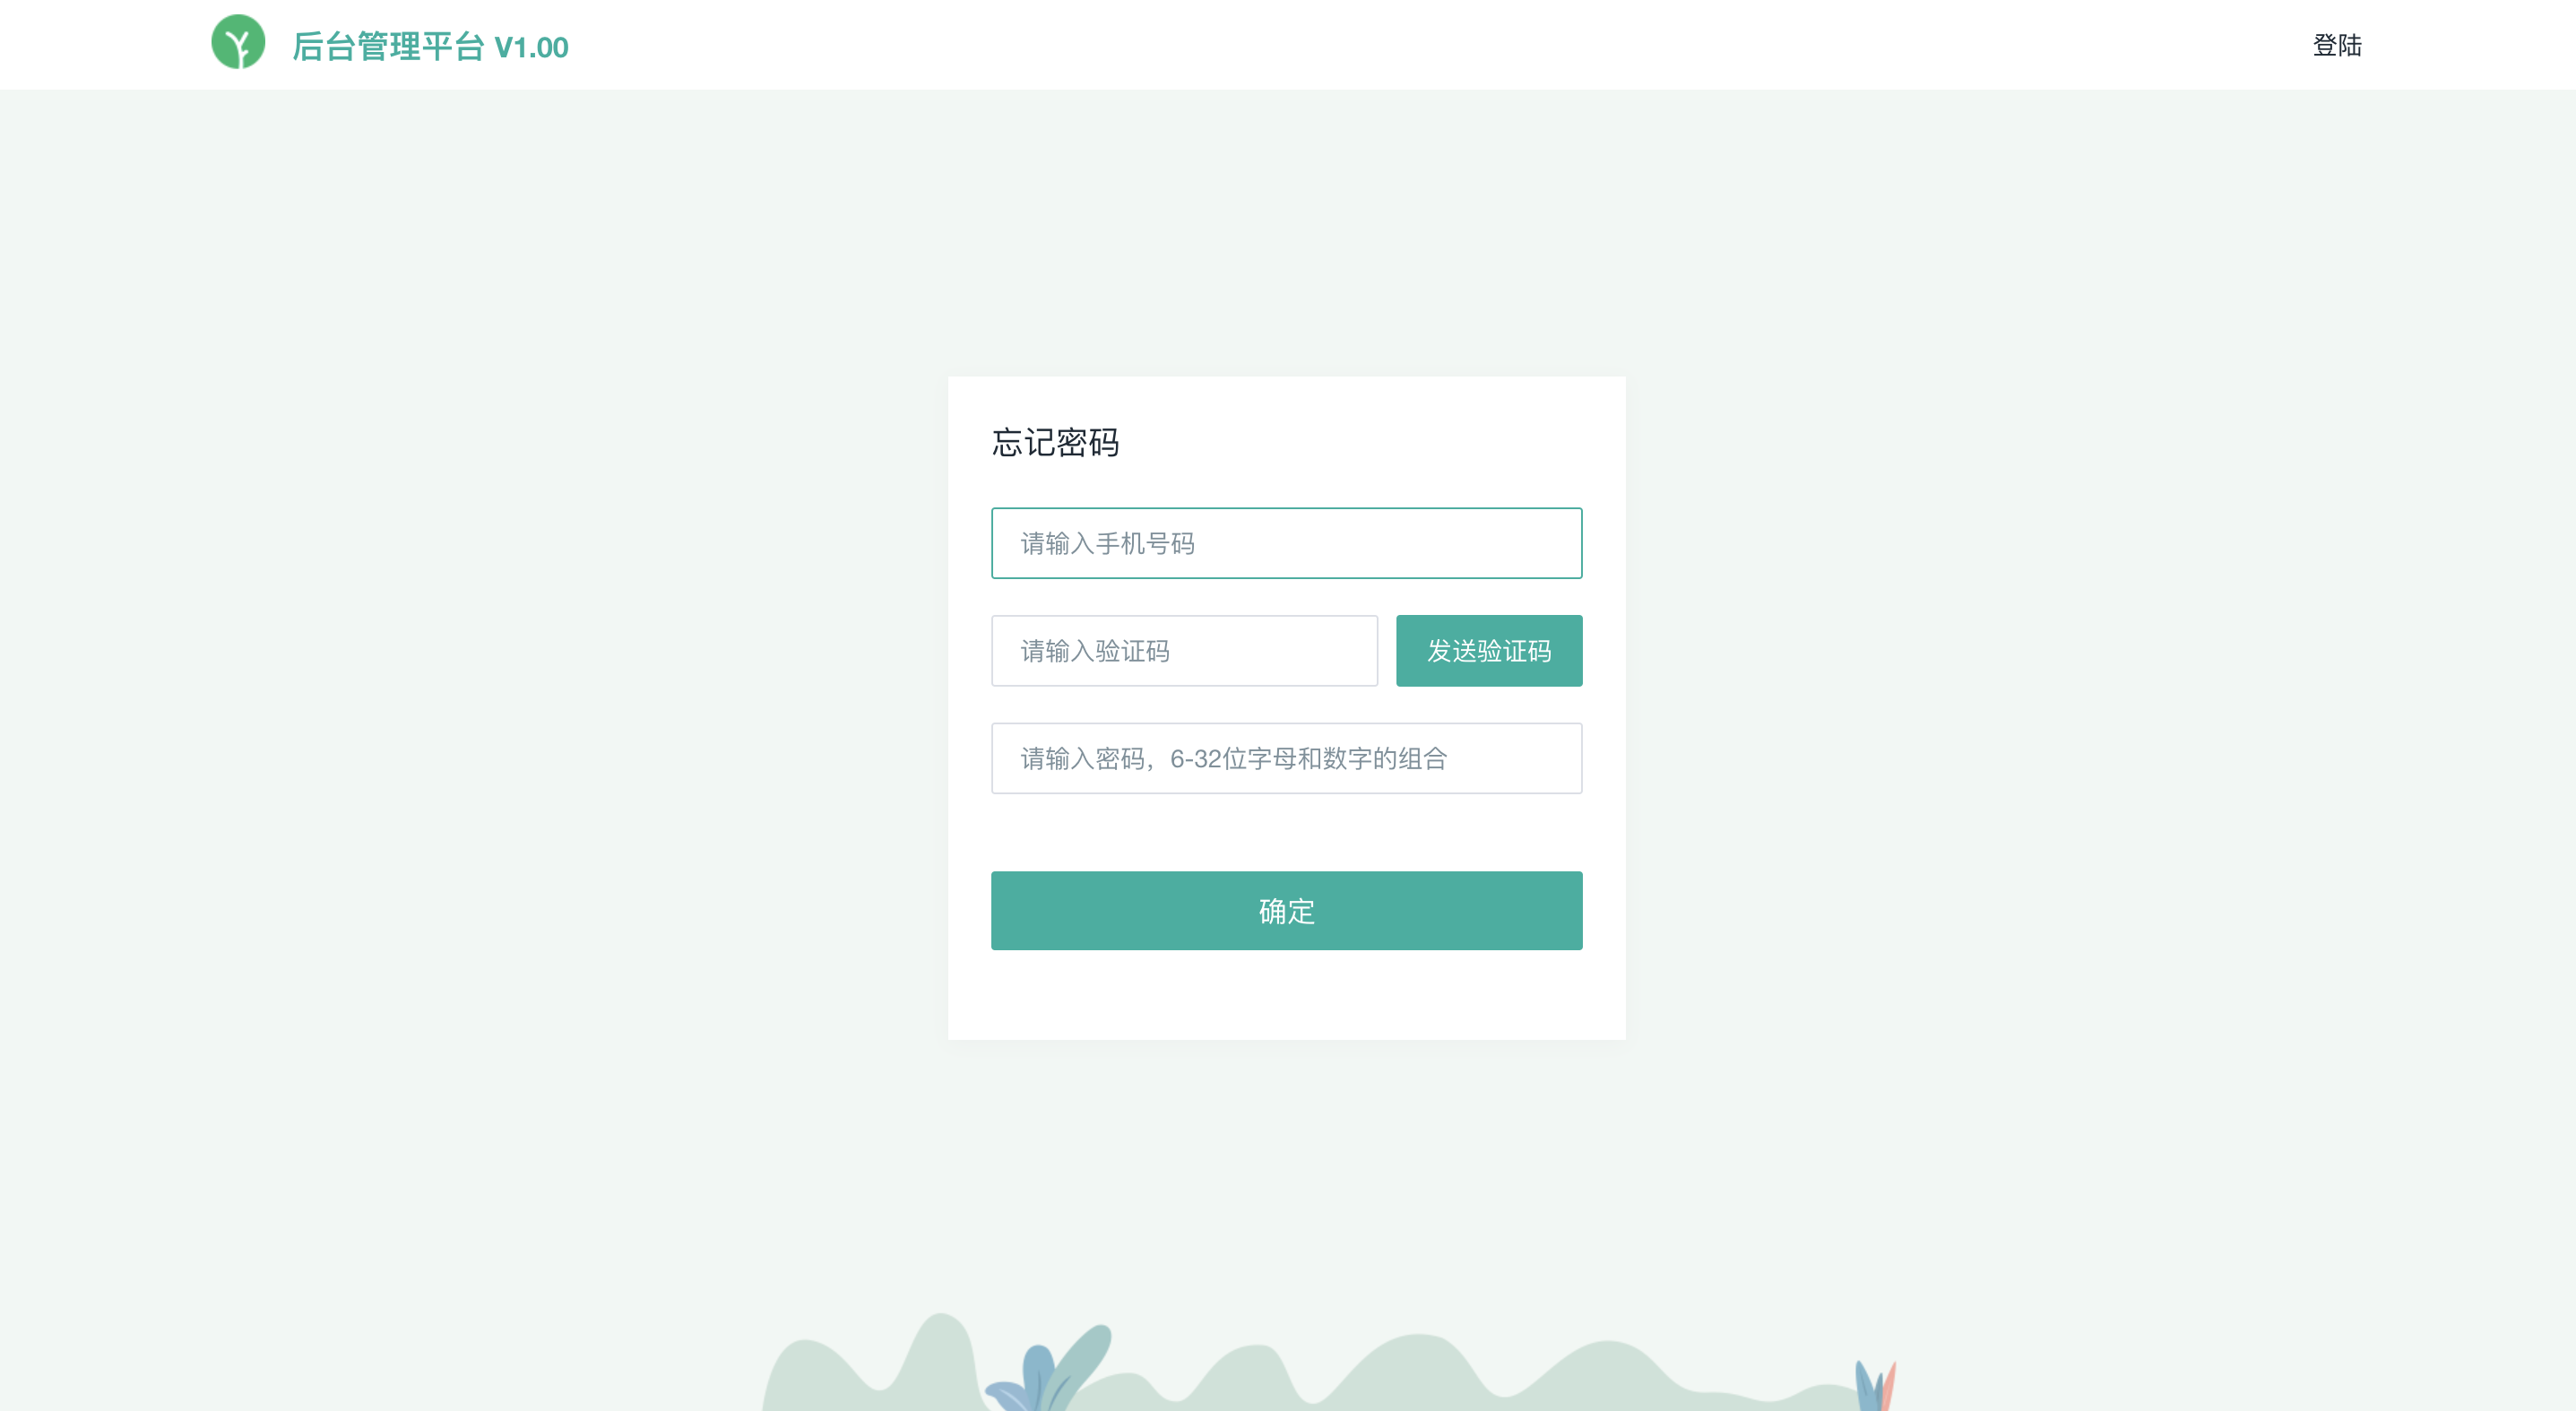 后台管理平台 V1.00
登陆
忘记密码
请输入手机号码
请输入验证码
发送验证码
请输入密码，6-32位字母和数字的组合
确定